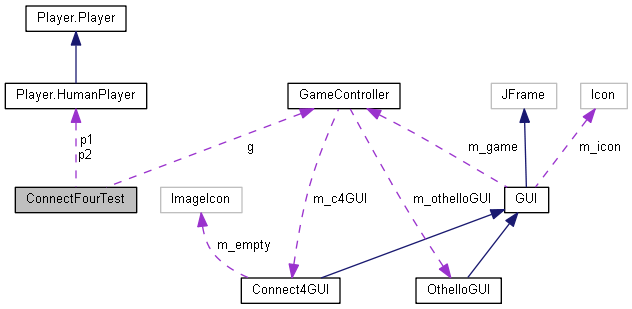 Player.Player
Player.HumanPlayer
GameController
JFrame
Icon
p1
p2
g
m_game
m_icon
ConnectFourTest
ImageIcon
m_c4GUI
m_othelloGUI
GUI
m_empty
Connect4GUI
OthelloGUI